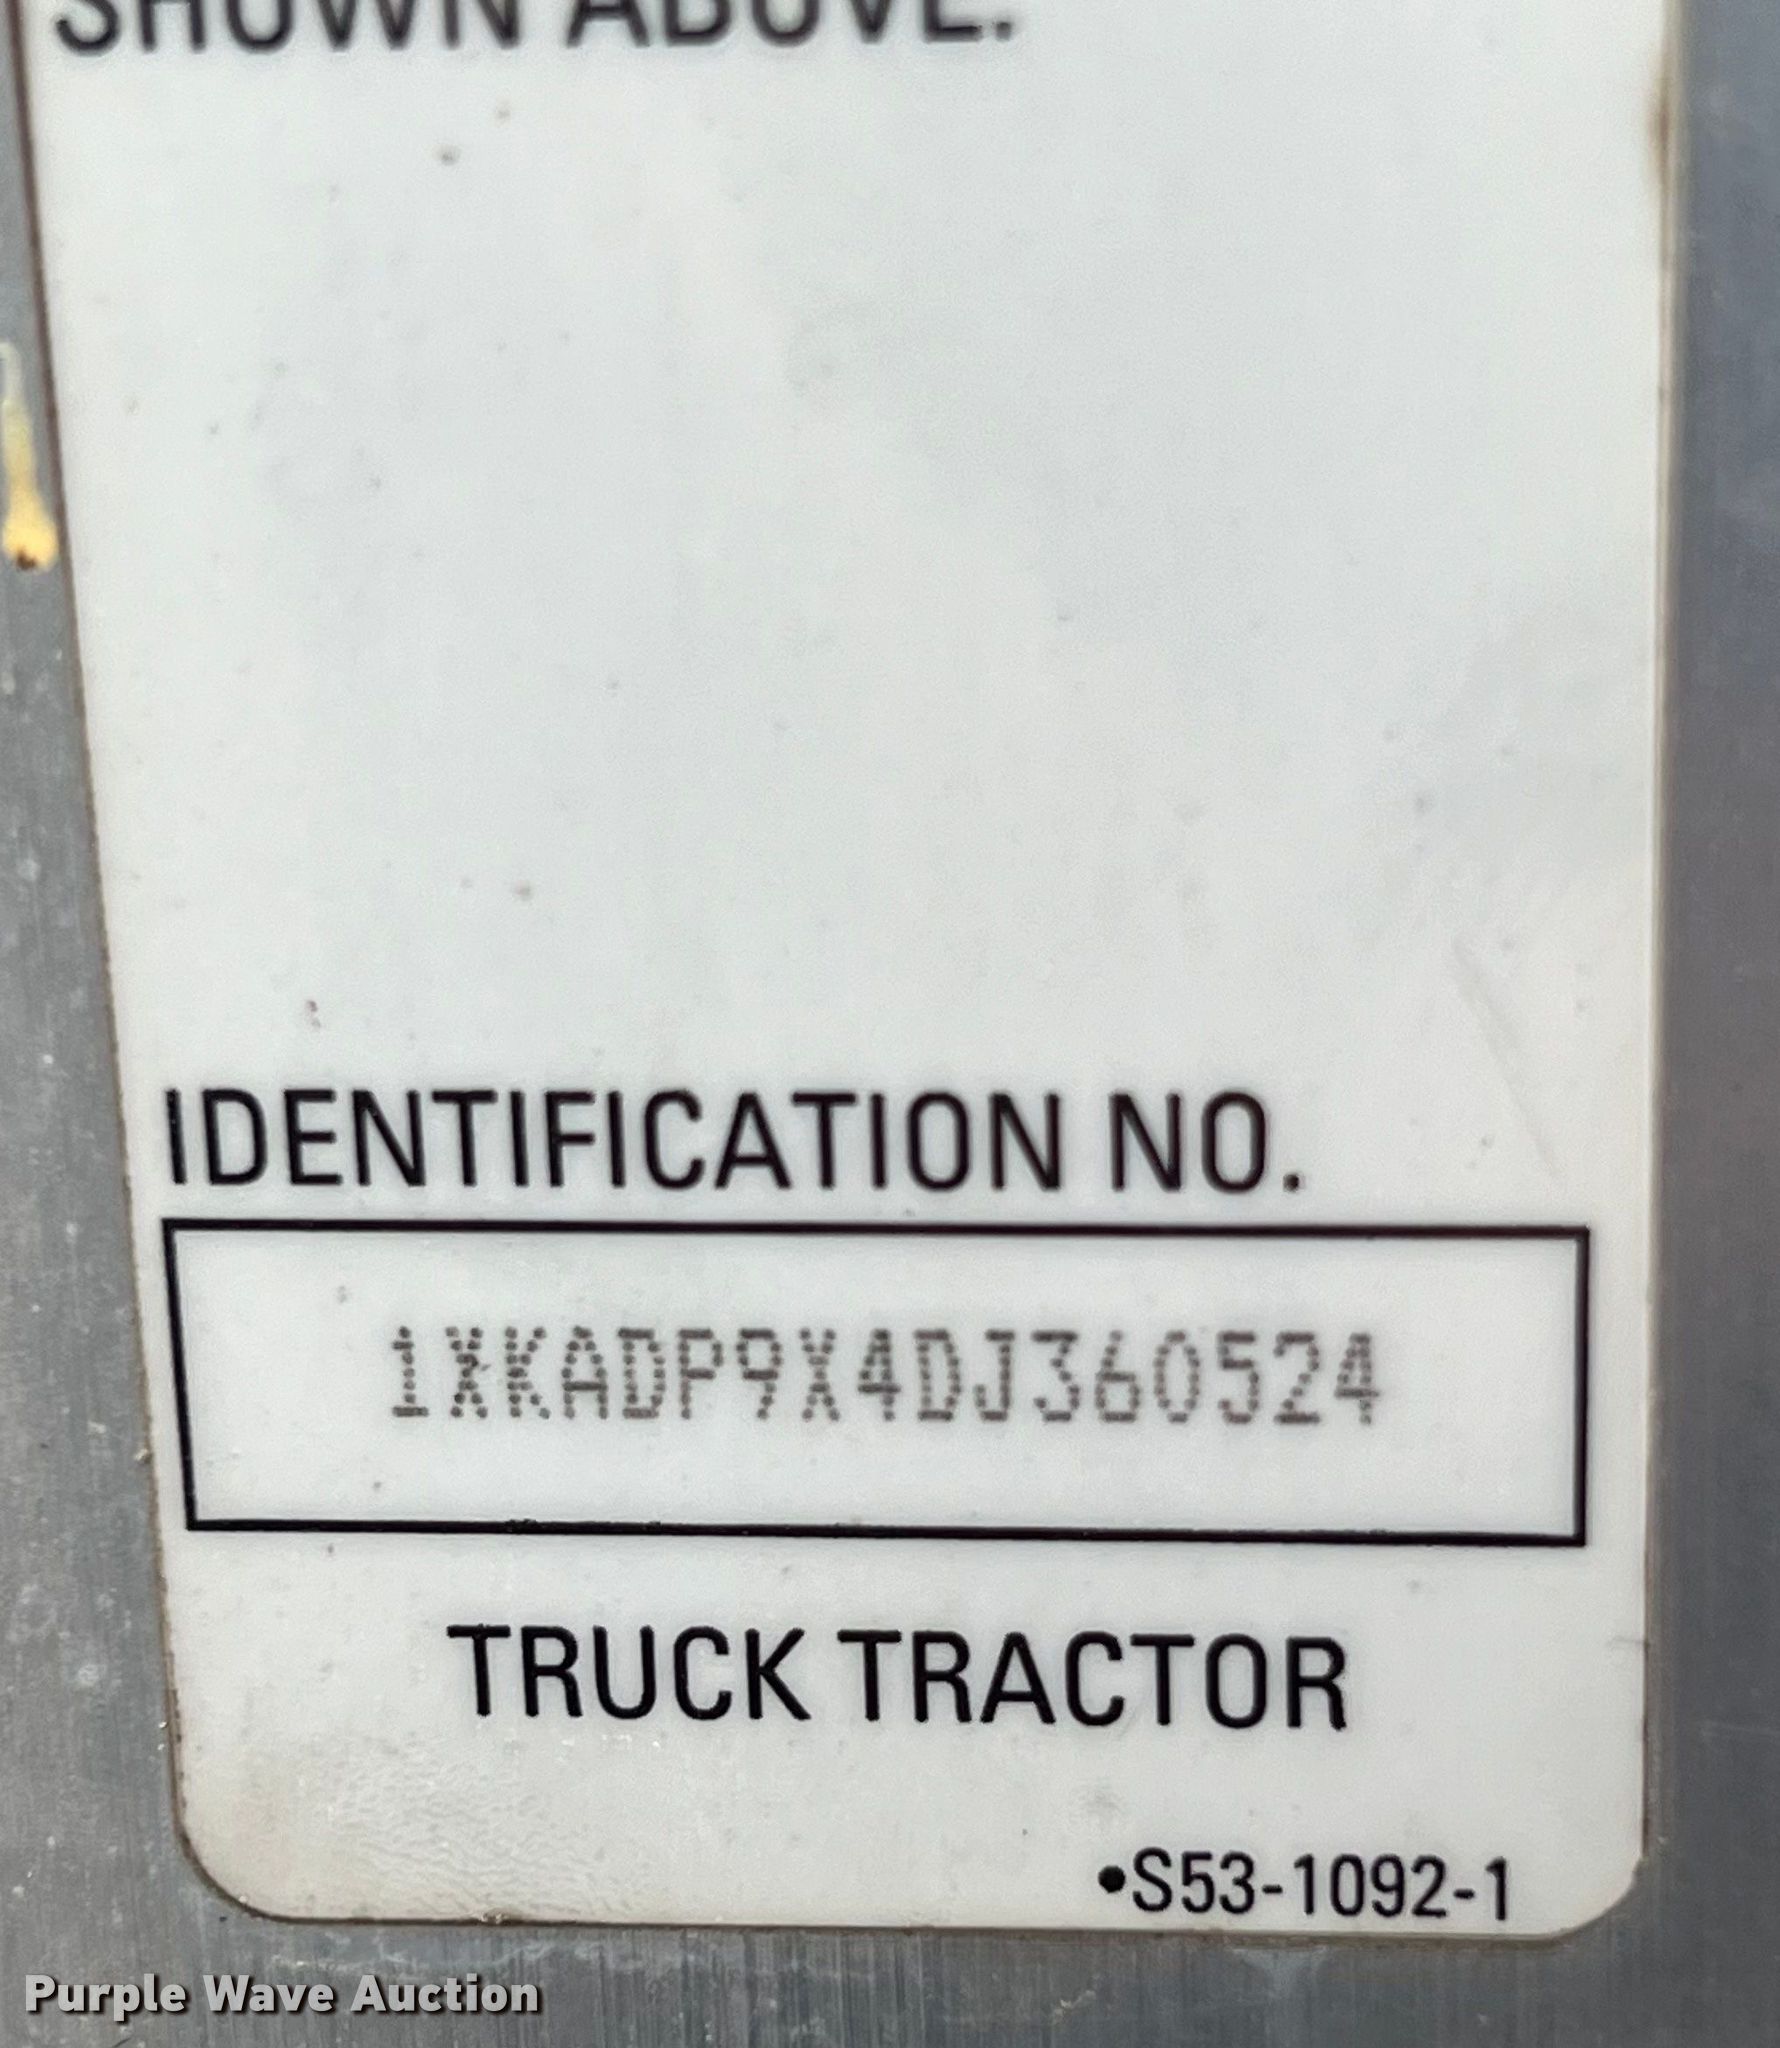 SHOWN ABOVE.
IDENTIFICATION NO.
1XKADP9X4DJ360524
TRUCK TRACTOR
•S53-1092-1
Purple Wave Auction